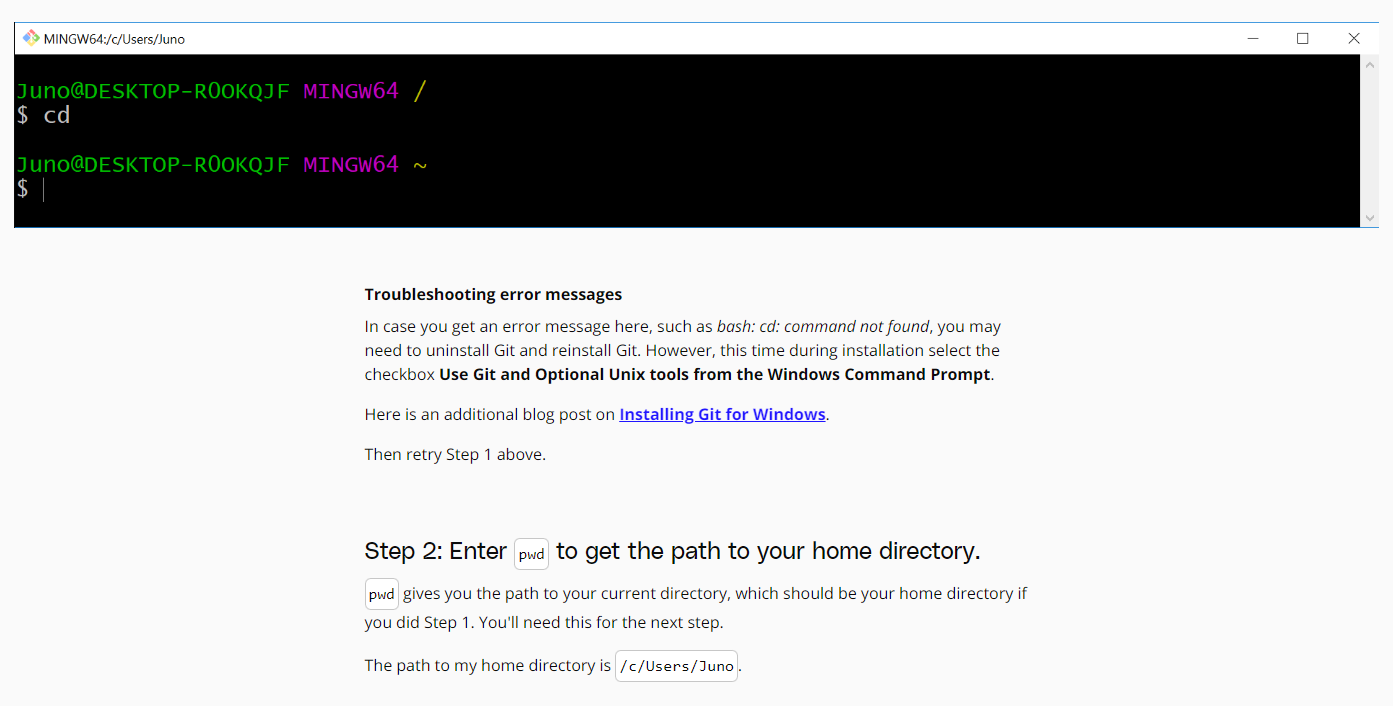 MINGW64:/c/Users/Juno
Juno@DESKTOP-R0OKQJF MINGW64 /
$ cd
Juno@DESKTOP-R0OKQJF MINGW64 ~
$
Troubleshooting error messages
In case you get an error message here, such as bash: cd: command not found, you may
need to uninstall Git and reinstall Git. However, this time during installation select the
checkbox Use Git and Optional Unix tools from the Windows Command Prompt.
Here is an additional blog post on Installing Git for Windows.
Then retry Step 1 above.
Step 2: Enter pwd to get the path to your home directory.
pwd gives you the path to your current directory, which should be your home directory if
you did Step 1. You'll need this for the next step.
The path to my home directory is /c/Users/Juno.